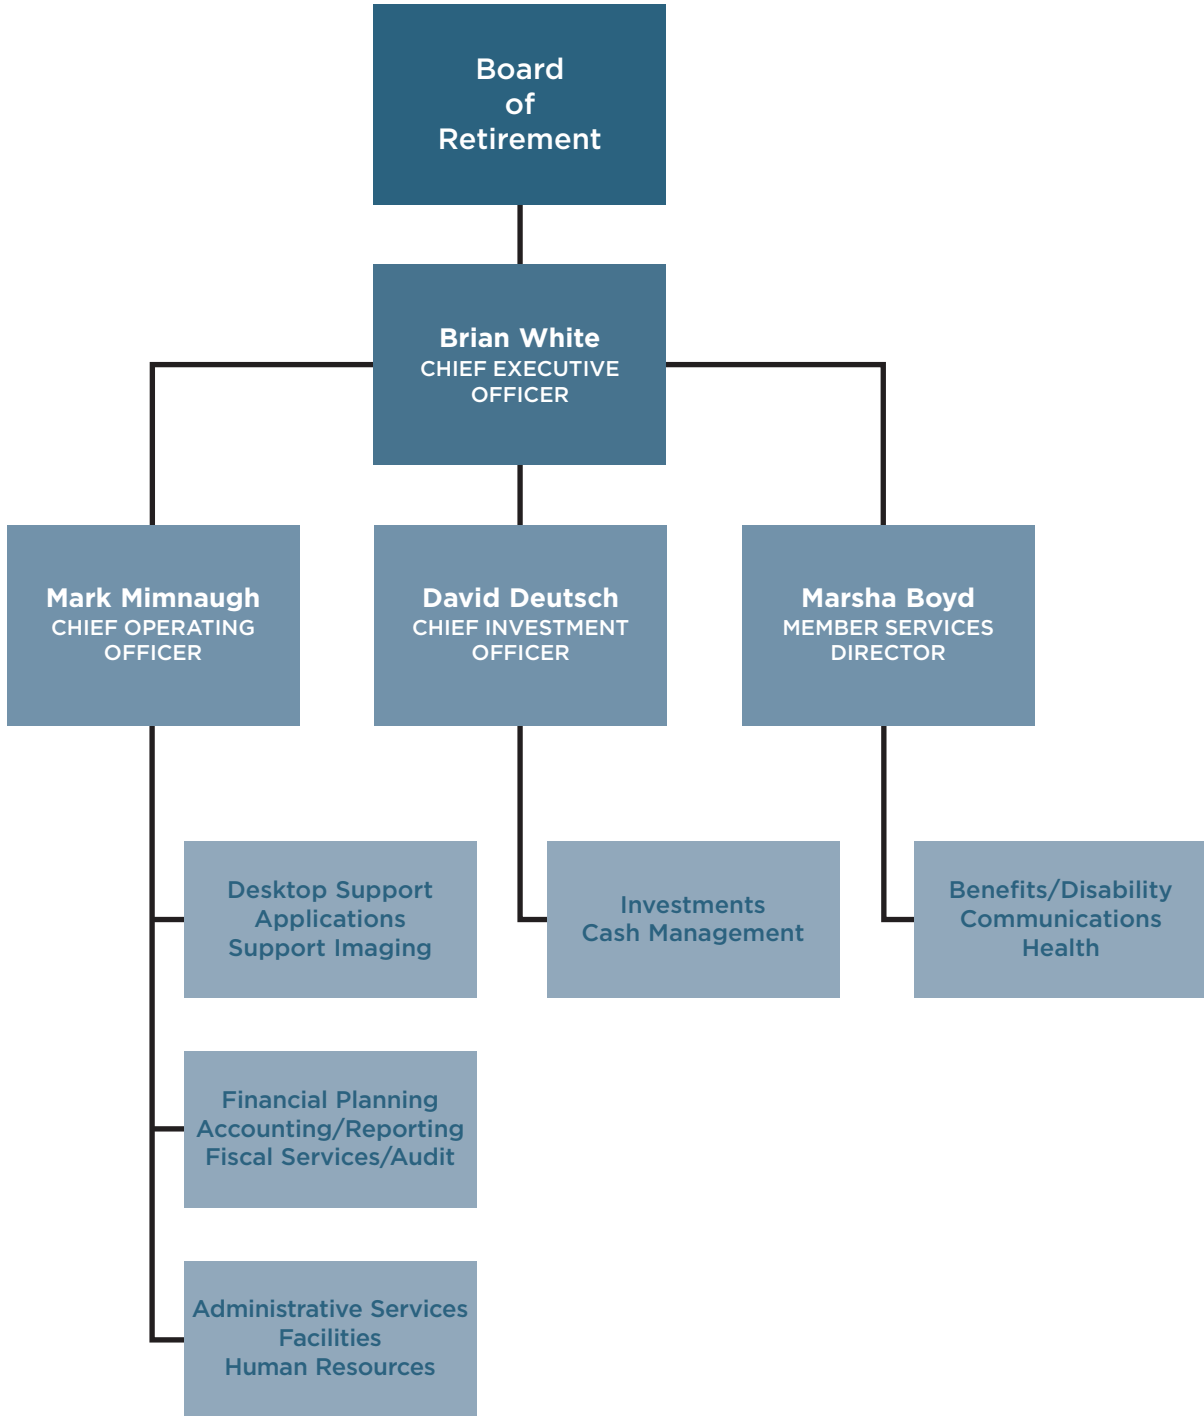 Board
of
Retirement
Brian White
CHIEF EXECUTIVE
OFFICER
Mark Mimnaugh
CHIEF OPERATING
OFFICER
David Deutsch
CHIEF INVESTMENT
OFFICER
Marsha Boyd
MEMBER SERVICES
DIRECTOR
Desktop Support
Applications
Support Imaging
Investments
Cash Management
Benefits/Disability
Communications
Health
Financial Planning
Accounting/Reporting
Fiscal Services/Audit
Administrative Services
Facilities
Human Resources